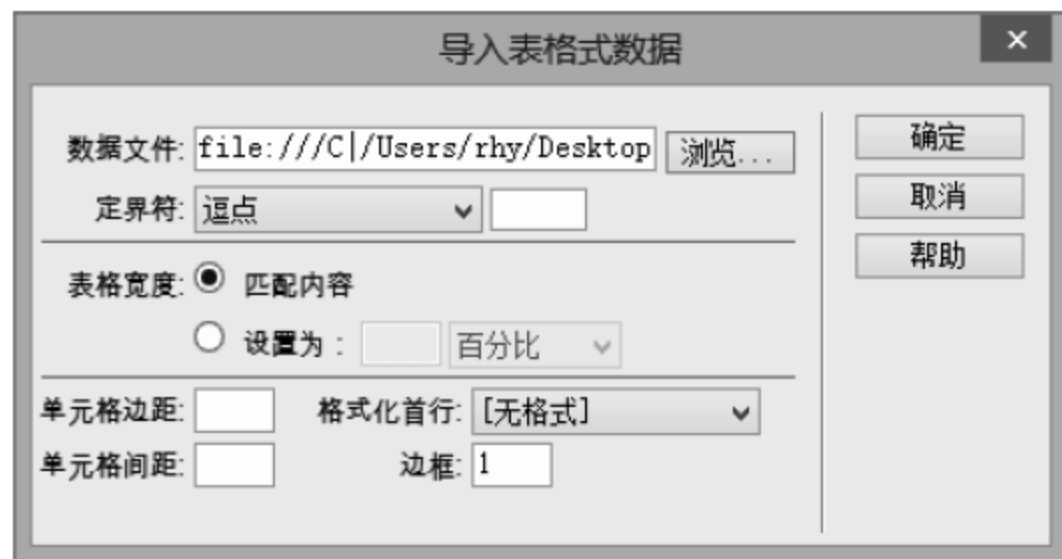 导入表格式数据 ×
数据文件: file:///C|/Users/rhy/Desktop 浏览... 确定
定界符: 逗点 取消
表格宽度: 匹配内容 帮助
设置为: 百分比
单元格边距: 格式化首行: [无格式]
单元格间距: 边框: 1